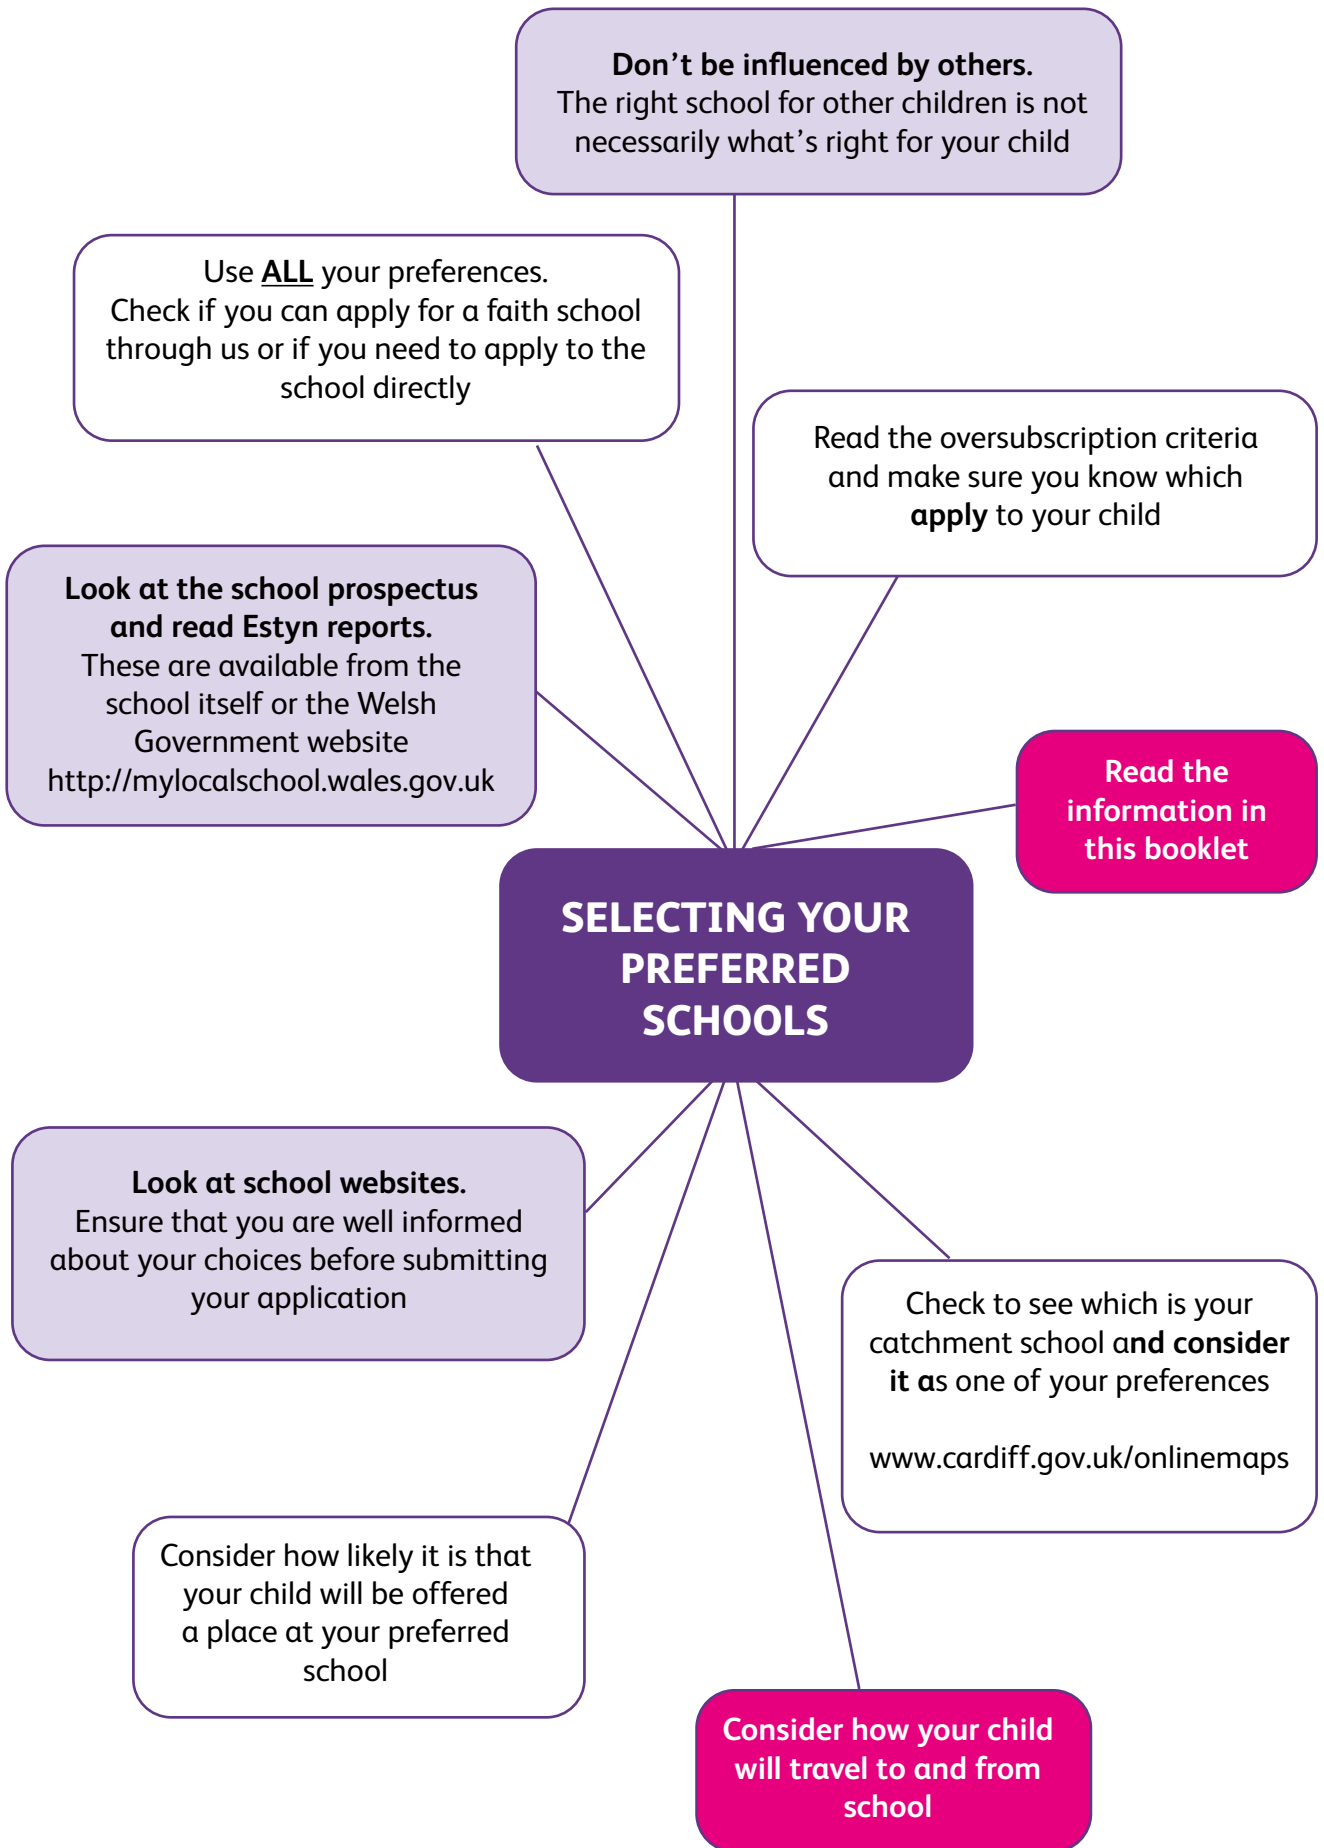 Don’t be influenced by others.
The right school for other children is not
necessarily what’s right for your child
Use ALL your preferences.
Check if you can apply for a faith school
through us or if you need to apply to the
school directly
Read the oversubscription criteria
and make sure you know which
apply to your child
Look at the school prospectus
and read Estyn reports.
These are available from the
school itself or the Welsh
Government website
http://mylocalschool.wales.gov.uk
Read the
information in
this booklet
SELECTING YOUR
PREFERRED
SCHOOLS
Look at school websites.
Ensure that you are well informed
about your choices before submitting
your application
Check to see which is your
catchment school and consider
it as one of your preferences
www.cardiff.gov.uk/onlinemaps
Consider how likely it is that
your child will be offered
a place at your preferred
school
Consider how your child
will travel to and from
school